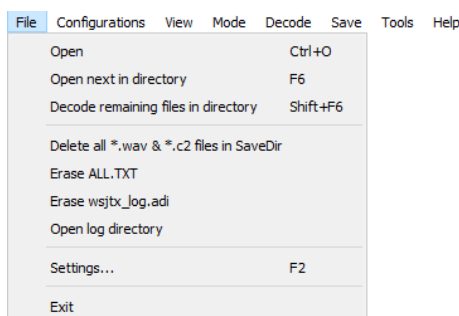 File Configurations View Mode Decode Save Tools Help
Open Ctrl+O
Open next in directory F6
Decode remaining files in directory Shift+F6
Delete all *.wav & *.c2 files in SaveDir
Erase ALL.TXT
Erase wsjtx_log.adi
Open log directory
Settings... F2
Exit